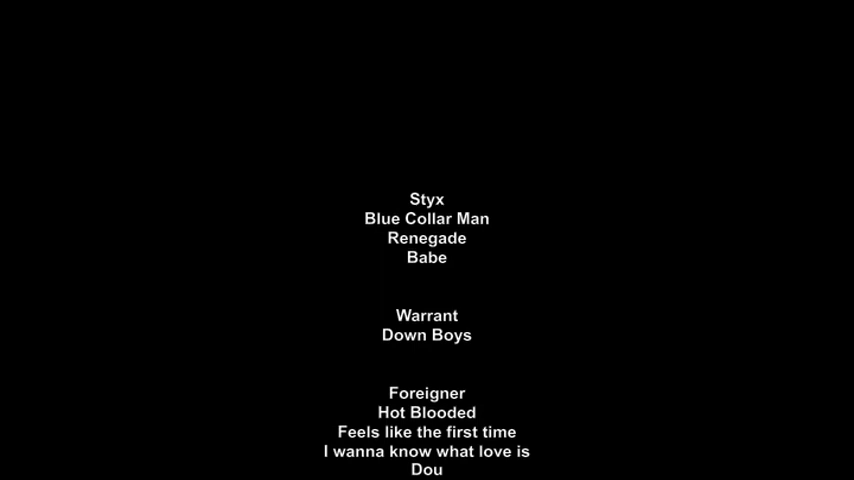 Styx
Blue Collar Man
Renegade
Babe
Warrant
Down Boys
Foreigner
Hot Blooded
Feels like the first time
I wanna know what love is
Dou